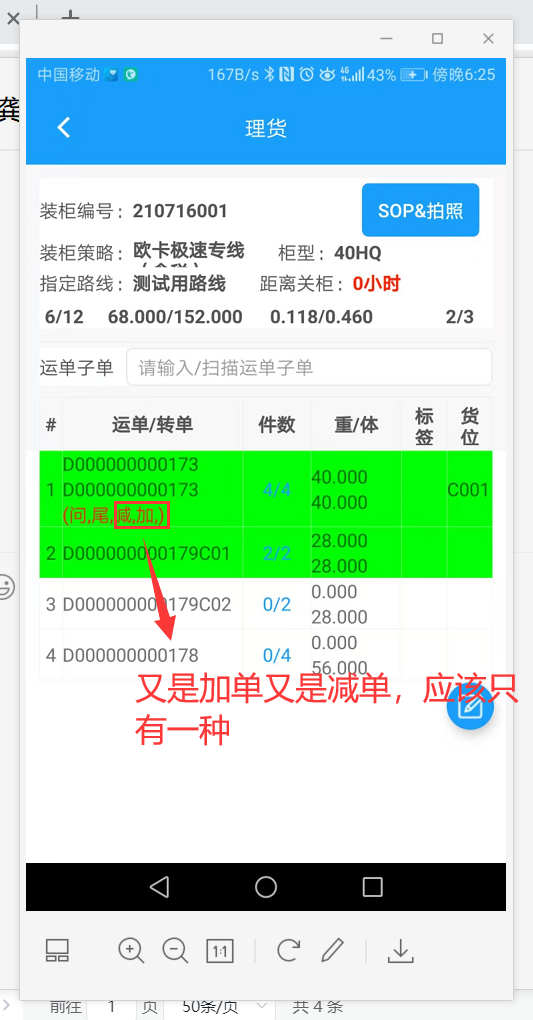 龚
中国移动
167B/s
43%
傍晚6:25
理货
装柜编号：210716001
SOP&拍照
装柜策略：欧卡极速专线
柜型：40HQ
指定路线：测试用路线
距离关柜：0小时
6/12 68.000/152.000 0.118/0.460 2/3
运单子单 请输入/扫描运单子单
# 运单/转单 件数 重/体 标签 货位
D000000000173
1 D000000000173 4/4 40.000 C001
40.000
(问,尾,减,加,)
2 D000000000179C01 2/2 28.000
28.000
3 D000000000179C02 0/2 0.000
28.000
4 D000000000178 0/4 0.000
56.000
又是加单又是减单，应该只
有一种
1:1
前往 1 页 50条/页 共 4 条